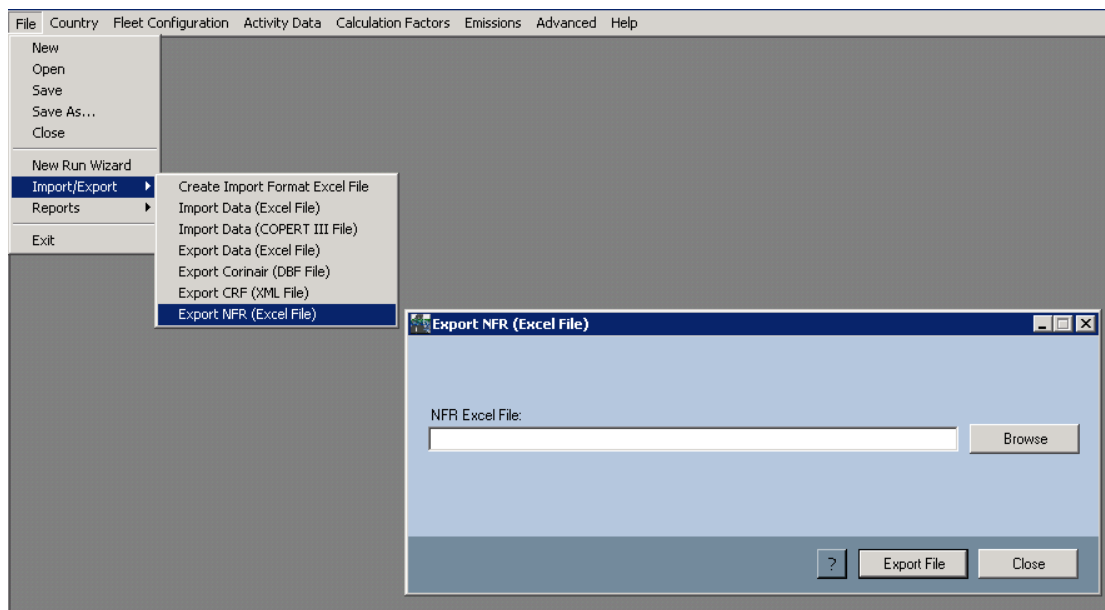 File Country Fleet Configuration Activity Data Calculation Factors Emissions Advanced Help
New
Open
Save
Save As...
Close
New Run Wizard
Import/Export
Reports
Exit
Create Import Format Excel File
Import Data (Excel File)
Import Data (COPERT III File)
Export Data (Excel File)
Export Corinair (DBF File)
Export CRF (XML File)
Export NFR (Excel File)
Export NFR (Excel File)
NFR Excel File:
Browse
? Export File Close